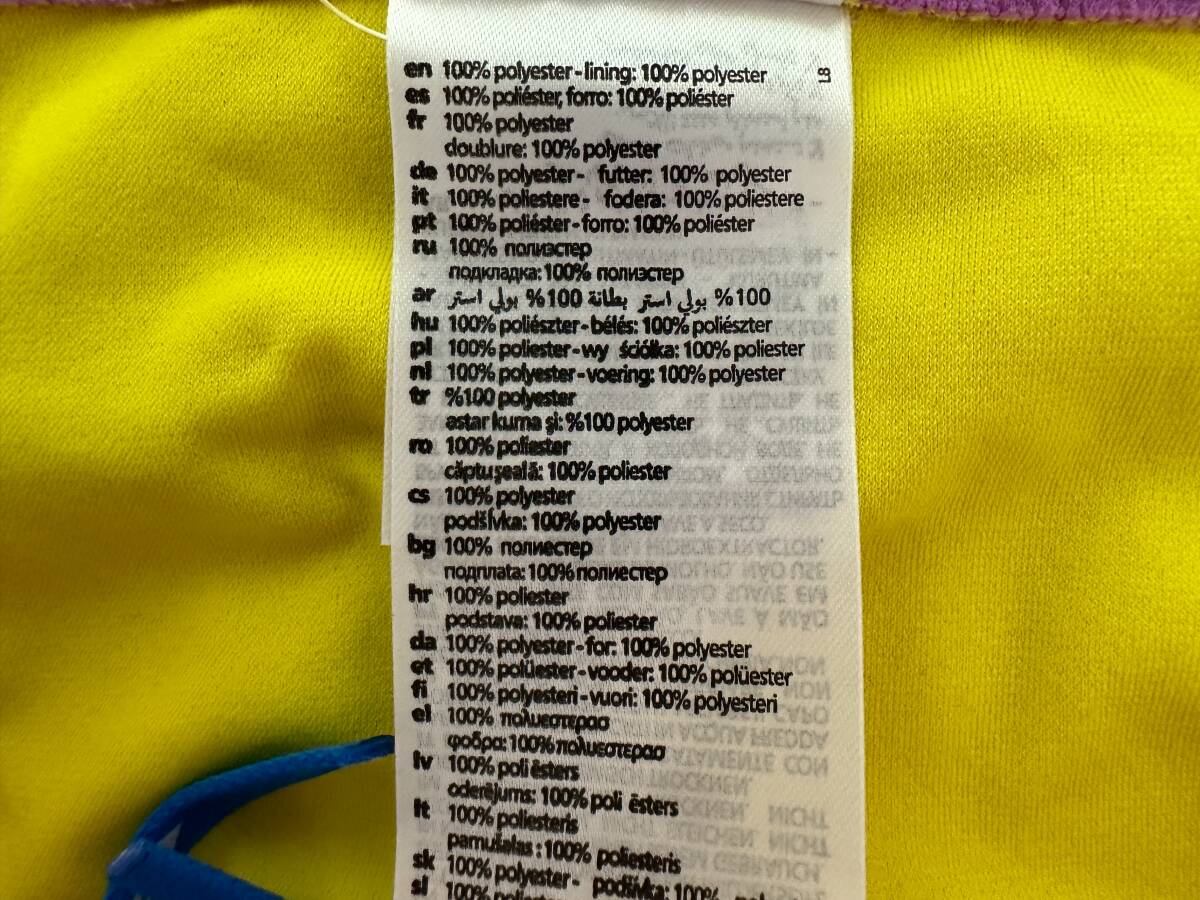 en 100% polyester-lining: 100% polyester
L8
es 100% poliéster, forro: 100% poliéster
fr 100% polyester
doublure: 100% polyester
de 100% polyester- futter: 100% polyester
it 100% poliestere- fodera: 100% poliestere
pt 100% poliéster-forro: 100% poliéster
ru 100% полиэстер
подкладка: 100% полиэстер
ar %100 بولي استر بطانة %100 بولي استر
hu 100% poliészter-bélés: 100% poliészter
pl 100% poliester-wy ściółka: 100% poliester
nl 100% polyester-voering: 100% polyester
tr %100 polyester
astar kuma şi: %100 polyester
ro 100% poliester
căptuşeală: 100% poliester
cs 100% polyester
podšívka: 100% polyester
bg 100% полиестер
подплата: 100% полиестер
hr 100% poliester
podstava: 100% poliester
da 100% polyester-for: 100% polyester
et 100% polüester-vooder: 100% polüester
fi 100% polyesteri-vuori: 100% polyesteri
el 100% πολυεστερασ
φοδρα: 100% πολυεστερασ
lv 100% poli ēsters
oderējums: 100% poli ēsters
lt 100% poliesteris
pamušalas : 100% poliesteris
sk 100% polyester- podšívka: 100%
sl 100%